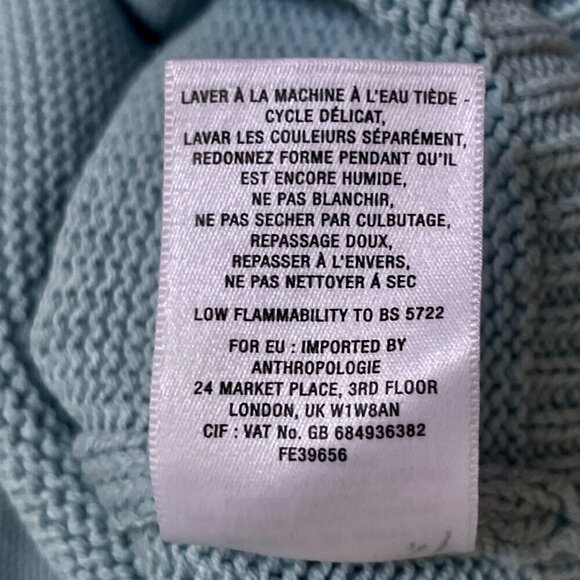 LAVER À LA MACHINE À L'EAU TIÈDE -
CYCLE DÉLICAT,
LAVAR LES COULEIURS SÉPARÉMENT,
REDONNEZ FORME PENDANT QU'IL
EST ENCORE HUMIDE,
NE PAS BLANCHIR,
NE PAS SECHER PAR CULBUTAGE,
REPASSAGE DOUX,
REPASSER À L'ENVERS,
NE PAS NETTOYER Á SEC
LOW FLAMMABILITY TO BS 5722
FOR EU : IMPORTED BY
ANTHROPOLOGIE
24 MARKET PLACE, 3RD FLOOR
LONDON, UK W1W8AN
CIF : VAT No. GB 684936382
FE39656